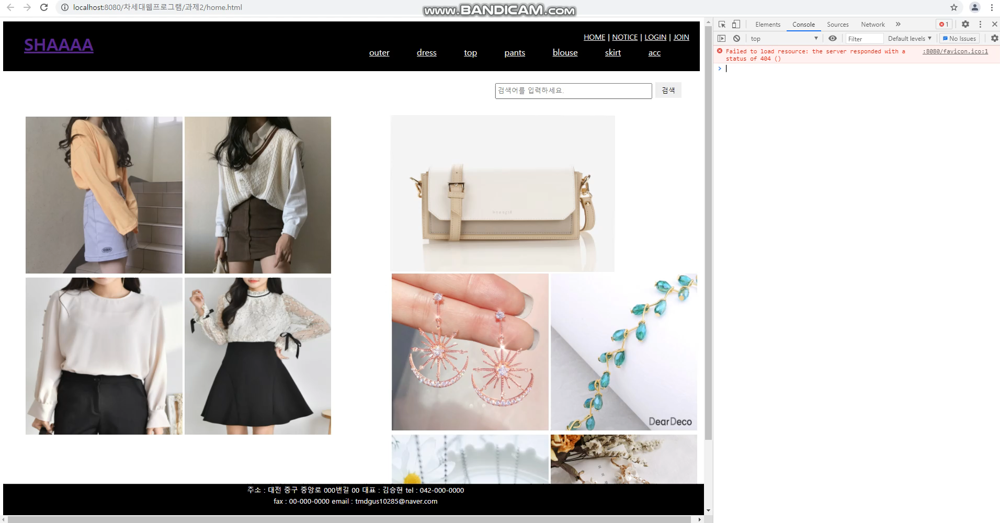 localhost:8080/차세대웹프로그램/과제2/home.html
www.BANDICAM.com
SHAAAA
HOME | NOTICE | LOGIN | JOIN
outer dress top pants blouse skirt acc
검색어를 입력하세요. 검색
DearDeco
주소 : 대전 중구 중앙로 000번길 00 대표 : 김승현 tel : 042-000-0000
fax : 00-000-0000 email : tmdgus10285@naver.com
Elements Console Sources Network » 1
top Filter Default levels No Issues
Failed to load resource: the server responded with a :8080/favicon.ico:1
status of 404 ()